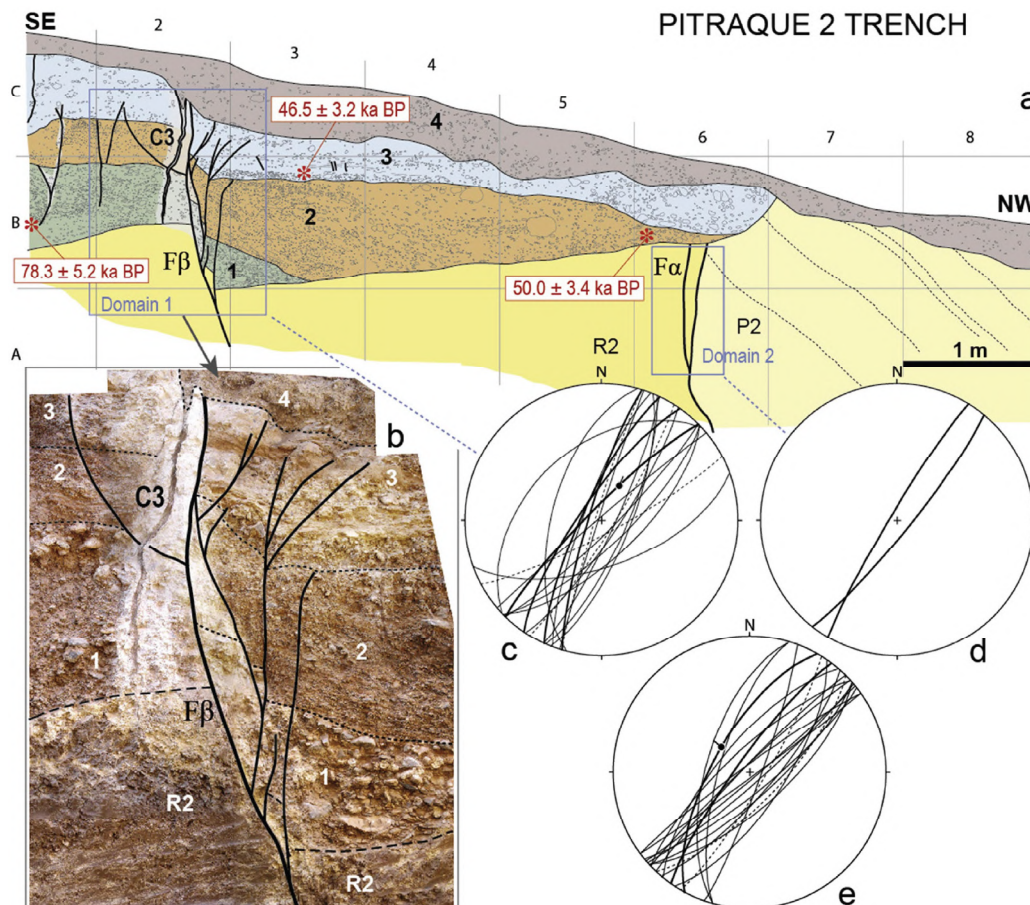 SE
PITRAQUE 2 TRENCH
2
3
4
5
6
7
8
a
C
B
A
46.5 ± 3.2 ka BP
C3
4
3
2
1
NW
78.3 ± 5.2 ka BP
Fβ
Domain 1
50.0 ± 3.4 ka BP
Fα
R2
P2
Domain 2
1 m
b
3
4
2
C3
3
1
2
Fβ
1
R2
R2
N
c
N
d
N
e